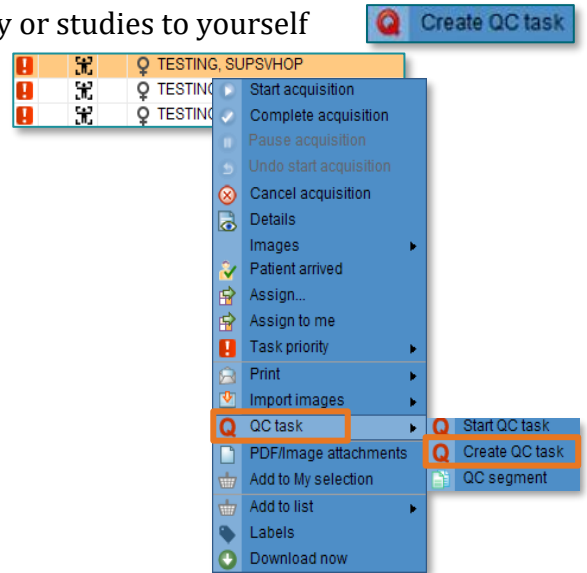 y or studies to yourself
Create QC task
TESTING, SUPSVHOP
TESTING
TESTING
Start acquisition
Complete acquisition
Pause acquisition
Undo start acquisition
Cancel acquisition
Details
Images
Patient arrived
Assign...
Assign to me
Task priority
Print
Import images
QC task
Start QC task
PDF/Image attachments
Create QC task
Add to My selection
QC segment
Add to list
Labels
Download now